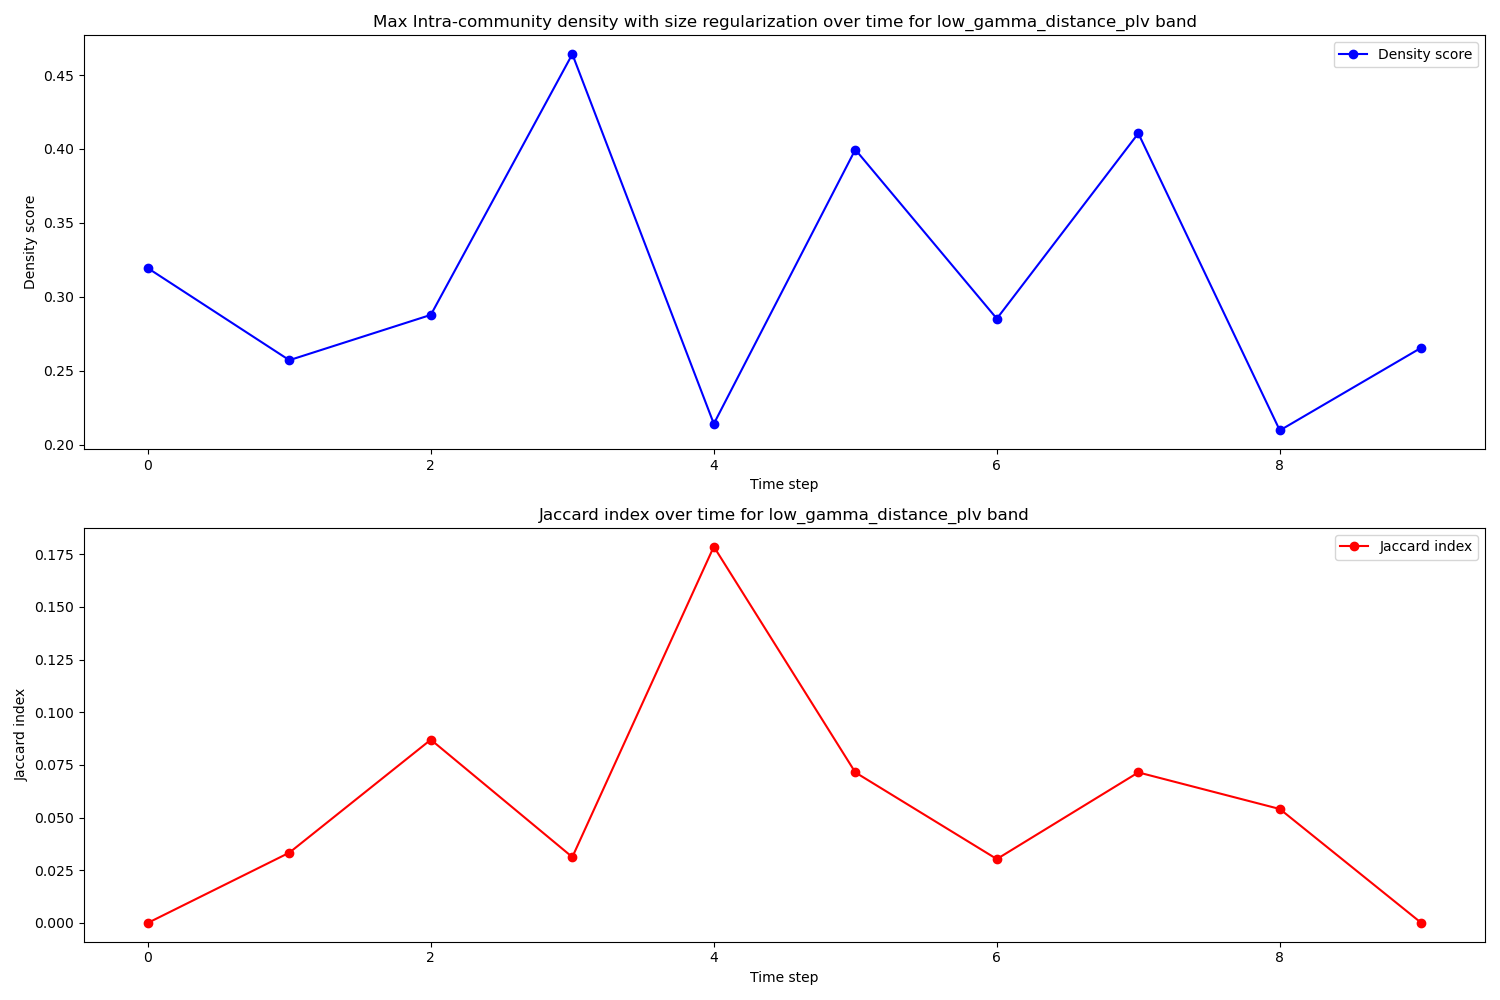 Max Intra-community density with size regularization over time for low_gamma_distance_plv band
Density score
0.45
0.40
0.35
0.30
0.25
0.20
Density score
0 2 4 6 8
Time step
Jaccard index over time for low_gamma_distance_plv band
Jaccard index
0.175
0.150
0.125
0.100
0.075
0.050
0.025
0.000
Jaccard index
0 2 4 6 8
Time step